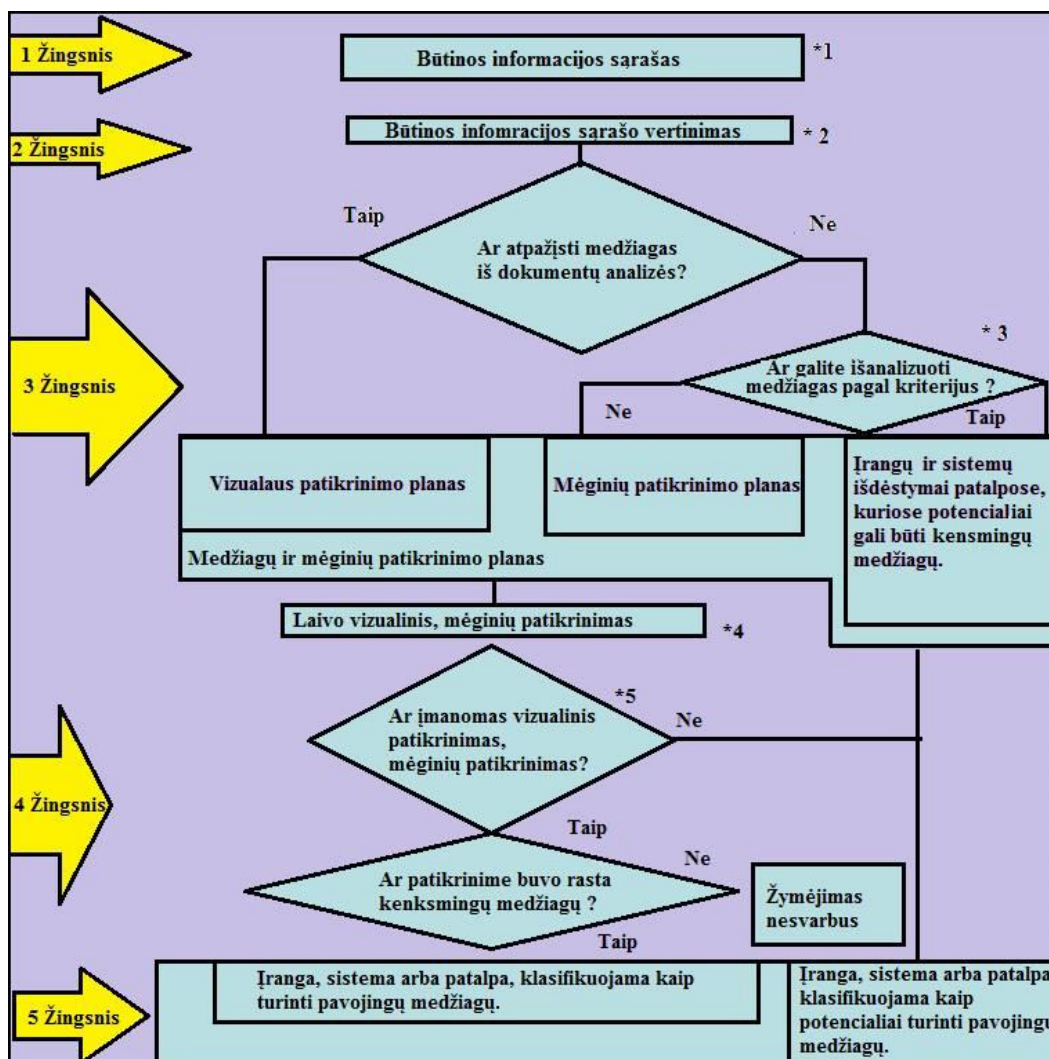 1 Žingsnis
Būtinos informacijos sąrašas
*1
2 Žingsnis
Būtinos infomracijos sąrašo vertinimas
* 2
Taip
Ne
Ar atpažįsti medžiagas
iš dokumentų analizės?
3 Žingsnis
* 3
Ar galite išanalizuoti
medžiagas pagal kriterijus ?
Ne
Taip
Vizualaus patikrinimo planas
Mėginių patikrinimo planas
Įrangų ir sistemų
išdėstymai patalpose,
kuriose potencialiai
gali būti kensmingų
medžiagų.
Medžiagų ir mėginių patikrinimo planas
Laivo vizualinis, mėginių patikrinimas
*4
*5
Ar įmanomas vizualinis
patikrinimas,
mėginių patikrinimas?
Ne
4 Žingsnis
Taip
Ne
Ar patikrinime buvo rasta
kenksmingų medžiagų ?
Žymėjimas
nesvarbus
Taip
5 Žingsnis
Įranga, sistema arba patalpa, klasifikuojama kaip
turinti pavojingų medžiagų.
Įranga, sistema arba patalpa
klasifikuojama kaip
potencialiai turinti pavojingų
medžiagų.